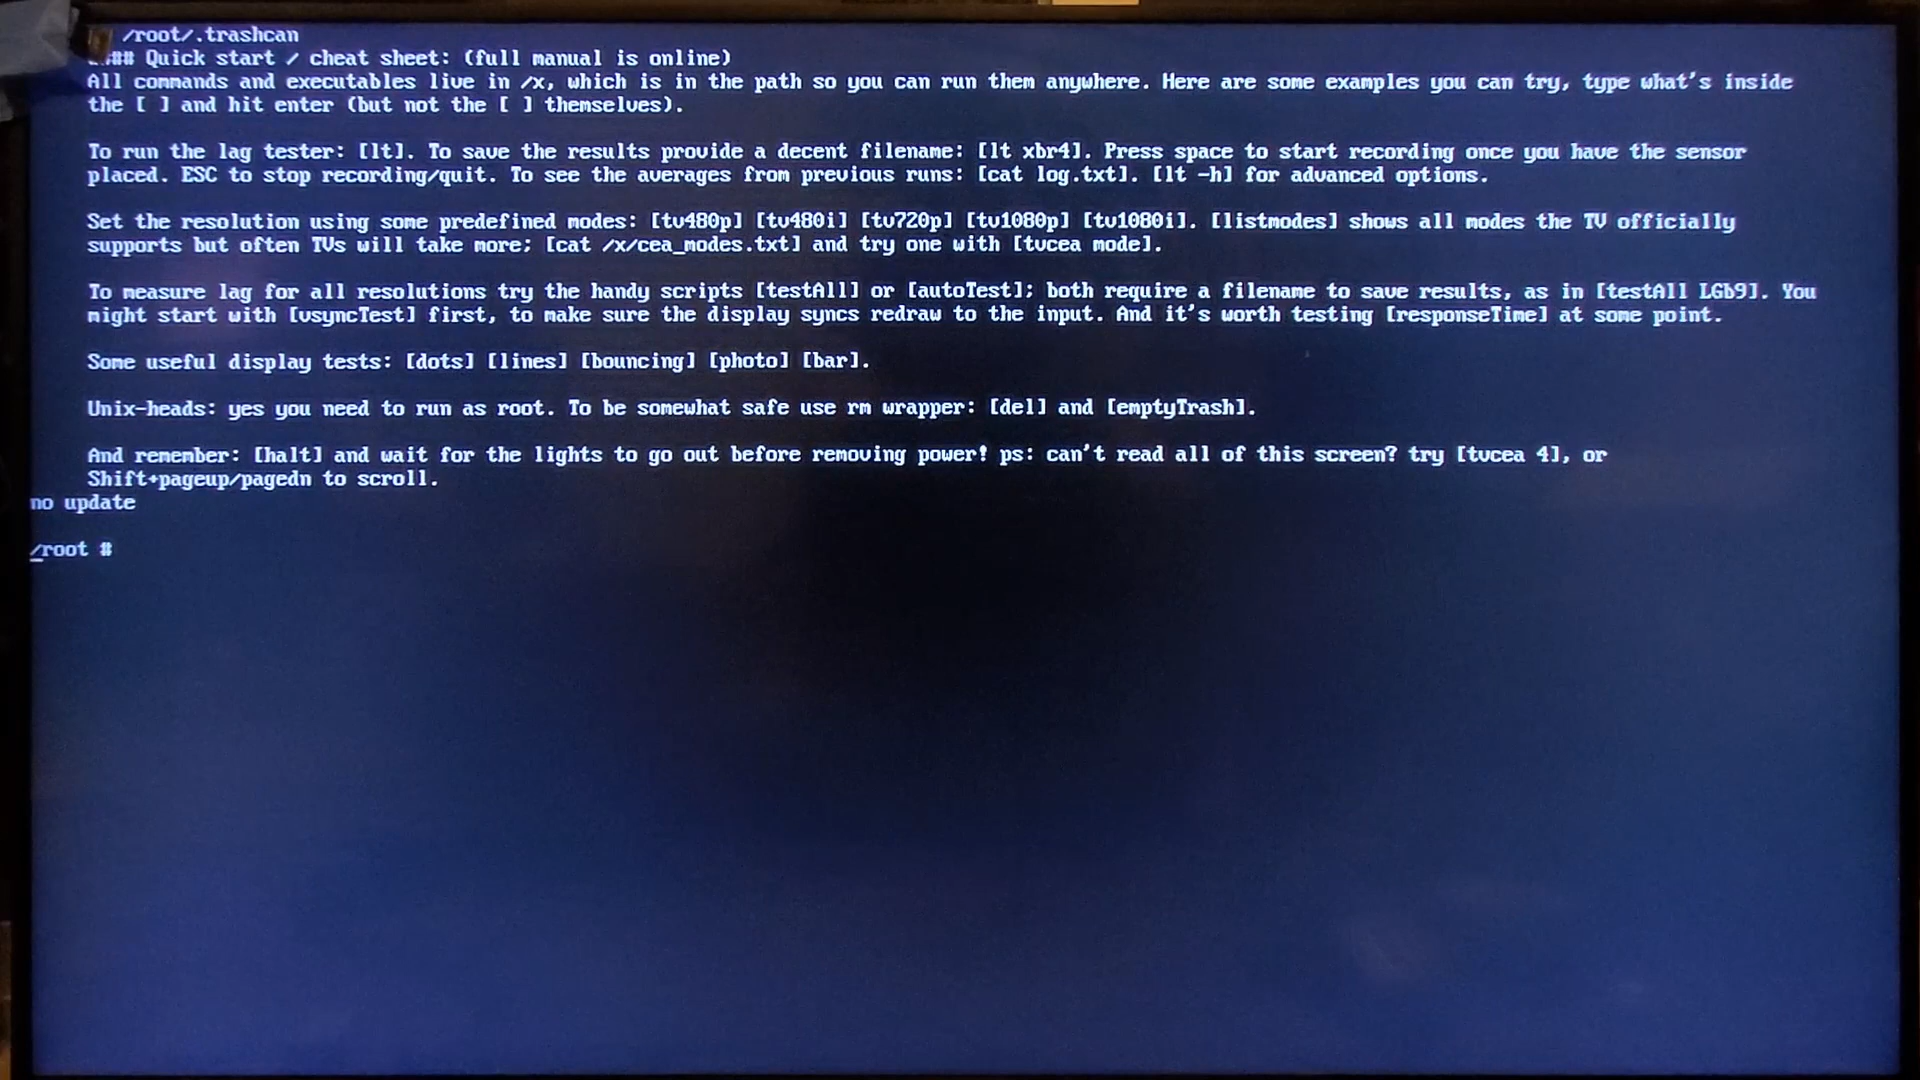 /root/.trashcan
## Quick start / cheat sheet: (full manual is online)
All commands and executables live in /x, which is in the path so you can run them anywhere. Here are some examples you can try, type what's inside
the [ ] and hit enter (but not the [ ] themselves).
To run the lag tester: [lt]. To save the results provide a decent filename: [lt xbr4]. Press space to start recording once you have the sensor
placed. ESC to stop recording/quit. To see the averages from previous runs: [cat log.txt]. [lt -h] for advanced options.
Set the resolution using some predefined modes: [tv480p] [tv480i] [tv720p] [tv1080p] [tv1080i]. [listmodes] shows all modes the TV officially
supports but often TVs will take more; [cat /x/cea_modes.txt] and try one with [tvcea mode].
To measure lag for all resolutions try the handy scripts [testAll] or [autoTest]; both require a filename to save results, as in [testAll LGb9]. You
might start with [vsyncTest] first, to make sure the display syncs redraw to the input. And it's worth testing [responseTime] at some point.
Some useful display tests: [dots] [lines] [bouncing] [photo] [bar].
Unix-heads: yes you need to run as root. To be somewhat safe use rm wrapper: [del] and [emptyTrash].
And remember: [halt] and wait for the lights to go out before removing power! ps: can't read all of this screen? try [tvcea 4], or
Shift+pageup/pagedn to scroll.
no update
/root #